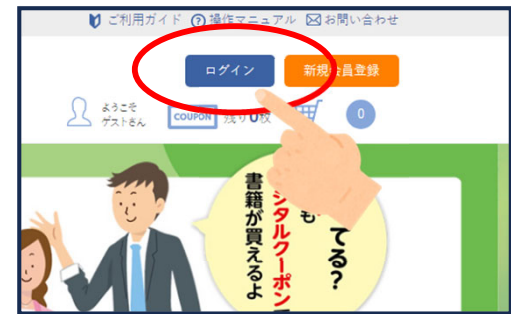 ご利用ガイド 操作マニュアル お問い合わせ
ログイン
新規会員登録
ようこそ
ゲストさん
COUPON 残り0枚
0
も
てる?
シタルクーポンで
書籍が買えるよ